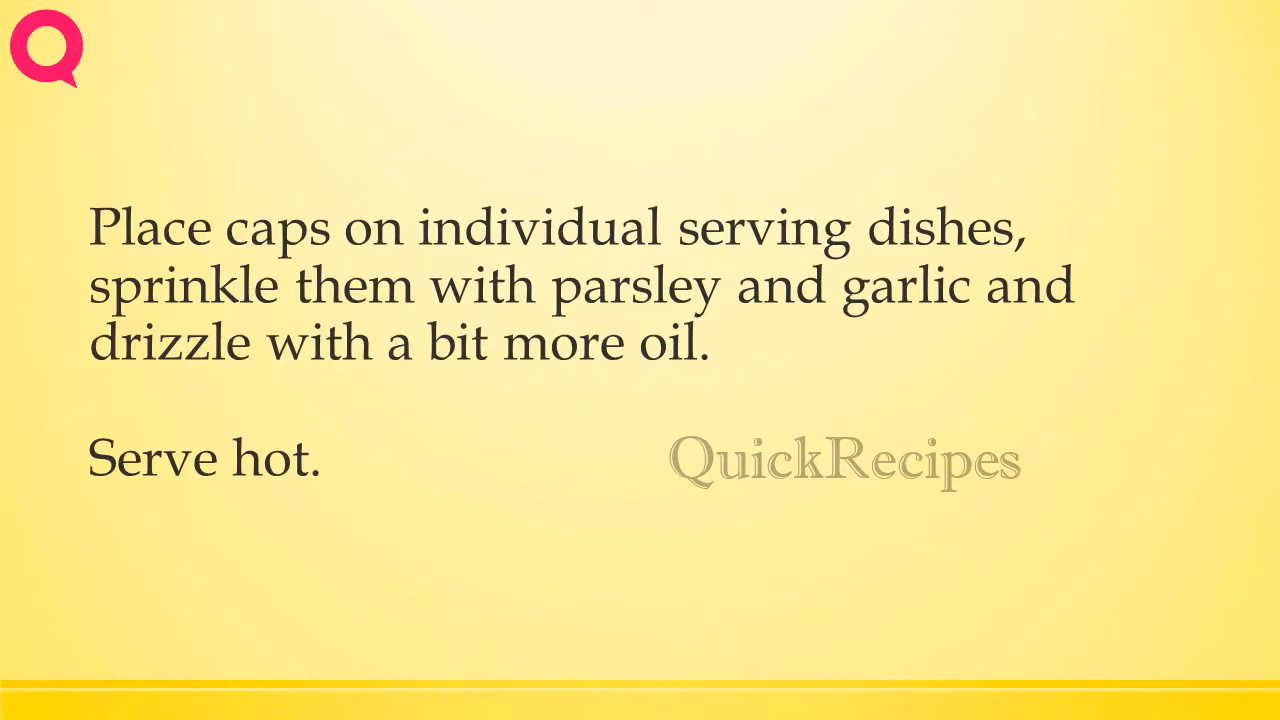 Place caps on individual serving dishes,
sprinkle them with parsley and garlic and
drizzle with a bit more oil.
Serve hot.
QuickRecipes